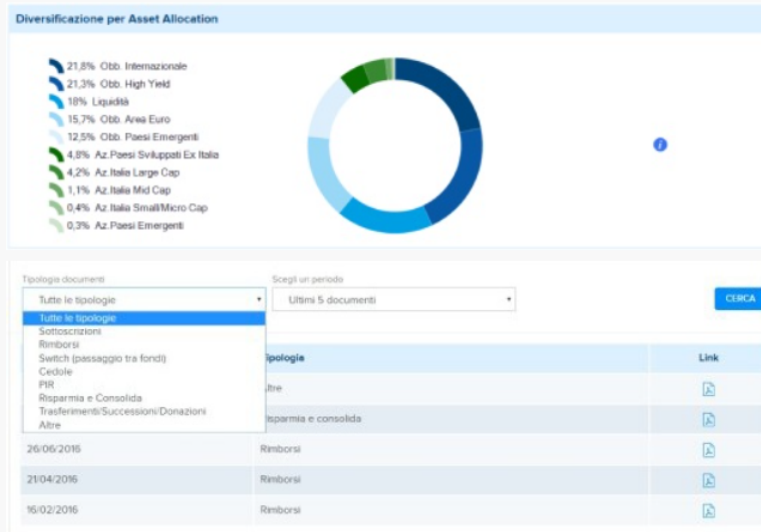 Diversificazione per Asset Allocation
21,8% Obb. Internazionale
21,3% Obb. High Yield
18% Liquidità
15,7% Obb. Area Euro
12,5% Obb. Paesi Emergenti
4,8% Az.Paesi Sviluppati Ex Italia
4,2% Az.Italia Large Cap
1,1% Az.Italia Mid Cap
0,4% Az.Italia Small/Micro Cap
0,3% Az.Paesi Emergenti
i
Tipologia documenti
Scegli un periodo
Tutte le tipologie
Ultimi 5 documenti
CERCA
Tutte le tipologie
Sottoscrizioni
Rimborsi
Switch (passaggio tra fondi)
Cedole
PIR
Risparmia e Consolida
Trasferimenti/Successioni/Donazioni
Altre
ipologia
Link
ltre
isparmia e consolida
26/06/2016
Rimborsi
21/04/2016
Rimborsi
16/02/2016
Rimborsi